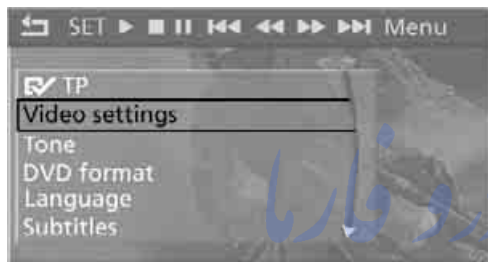 SET Menu
TP
Video settings
Tone
DVD format
Language
Subtitles